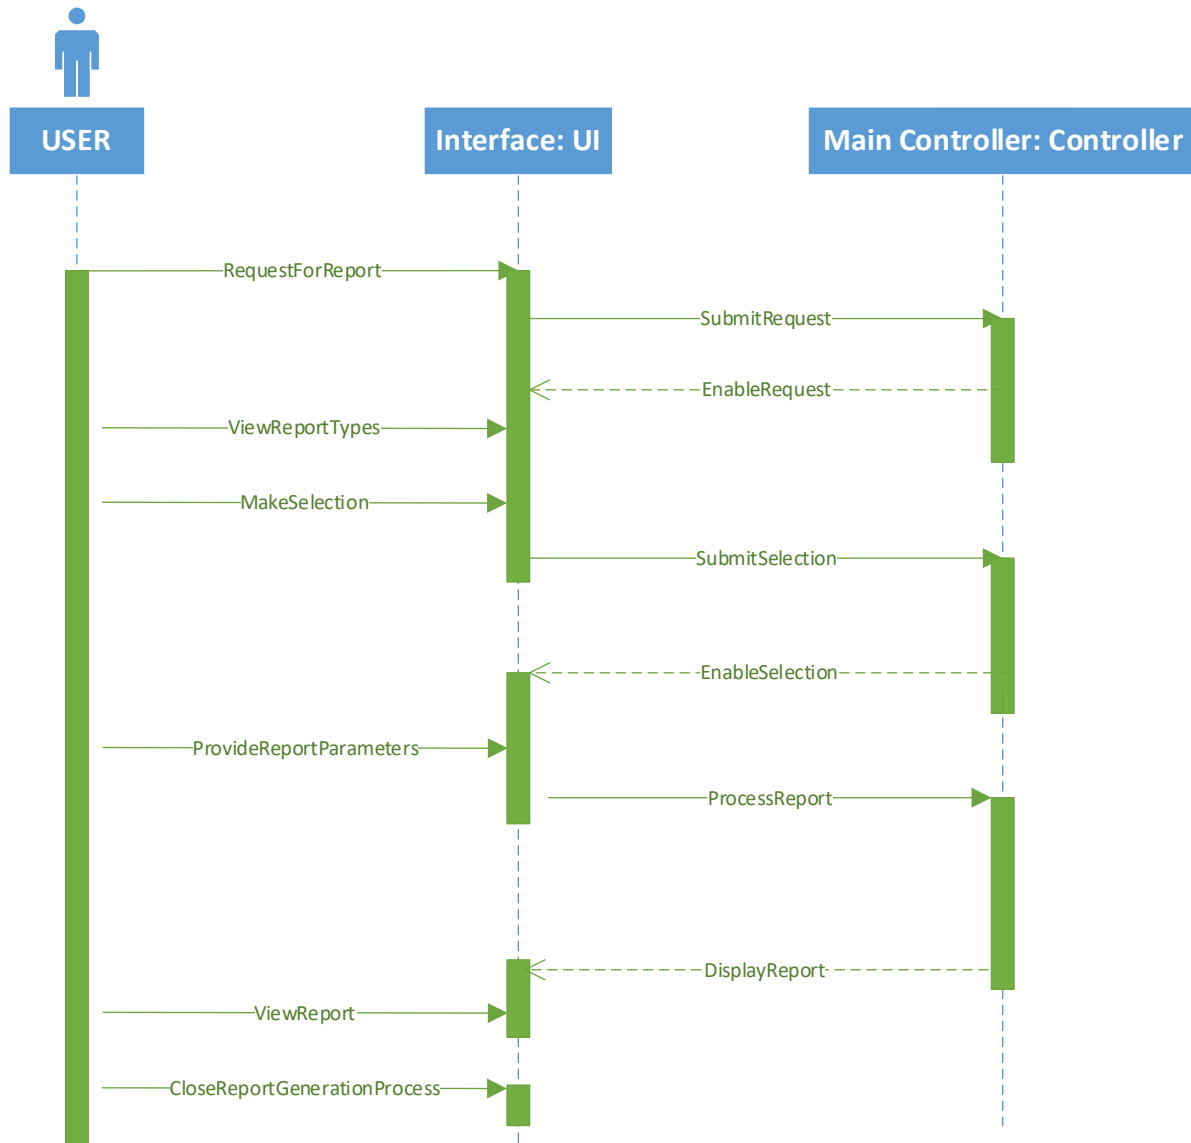 USER
Interface: UI
Main Controller: Controller
RequestForReport
SubmitRequest
EnableRequest
ViewReportTypes
MakeSelection
SubmitSelection
EnableSelection
ProvideReportParameters
ProcessReport
DisplayReport
ViewReport
CloseReportGenerationProcess